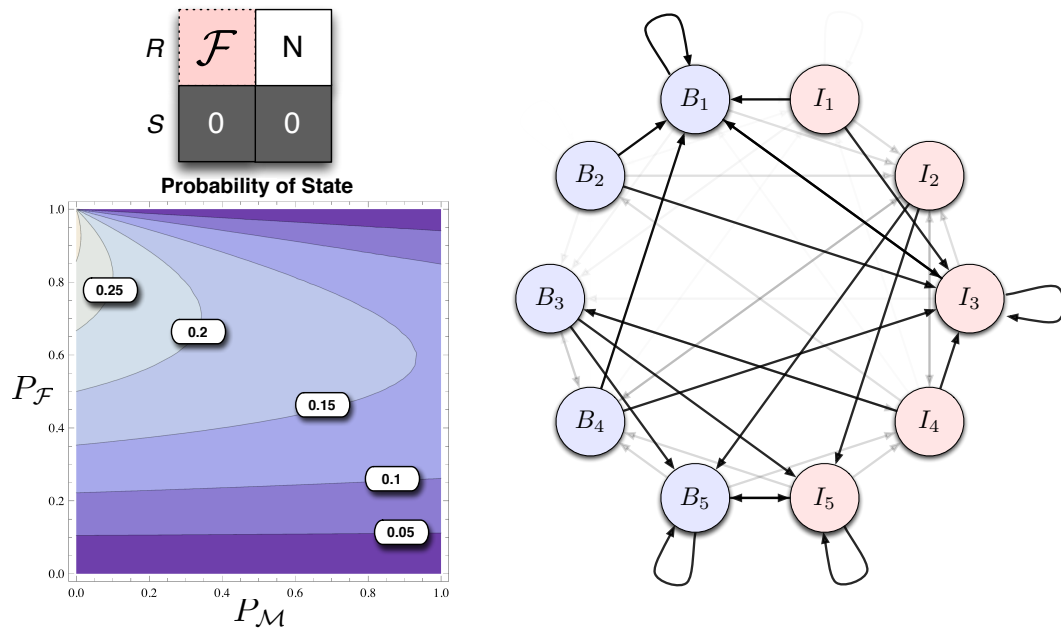 R ℱ N
S 0 0
Probability of State
1.0
0.8
0.6
0.4
0.2
0.0
P_ℱ
0.25
0.2
0.15
0.1
0.05
0.0 0.2 0.4 0.6 0.8 1.0
P_ℳ
B₁ I₁
B₂ I₂
B₃ I₃
B₄ I₄
B₅ I₅